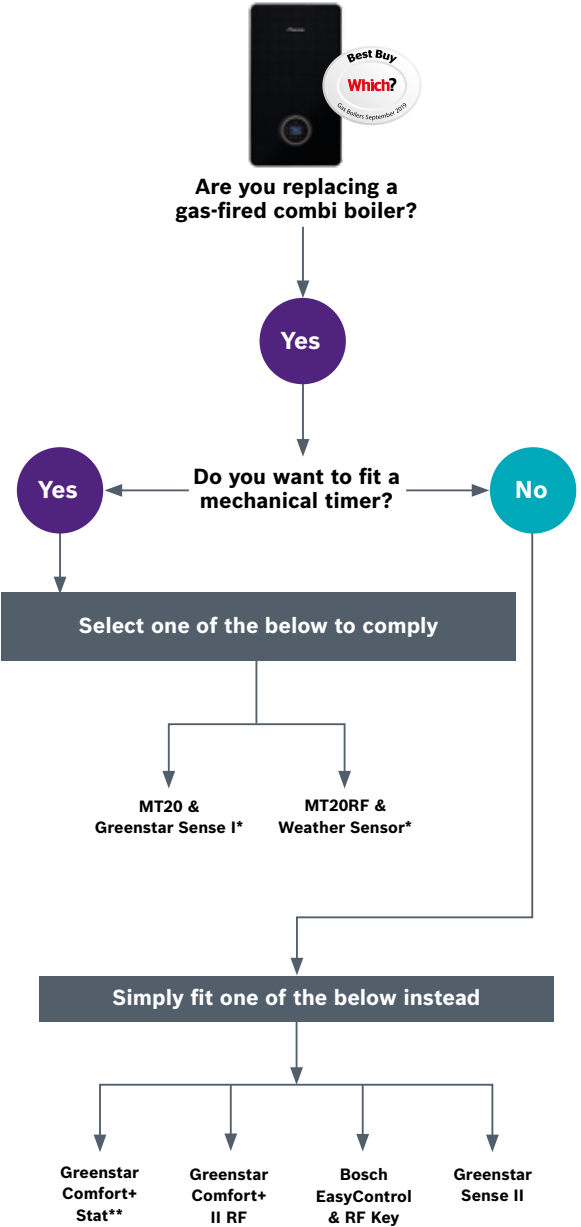 Best Buy
Which?
Gas Boilers September 2019
Are you replacing a
gas-fired combi boiler?
Yes
Do you want to fit a
mechanical timer?
Yes
No
Select one of the below to comply
MT20 &
Greenstar Sense I*
MT20RF &
Weather Sensor*
Simply fit one of the below instead
Greenstar
Comfort+
Stat**
Greenstar
Comfort+
II RF
Bosch
EasyControl
& RF Key
Greenstar
Sense II